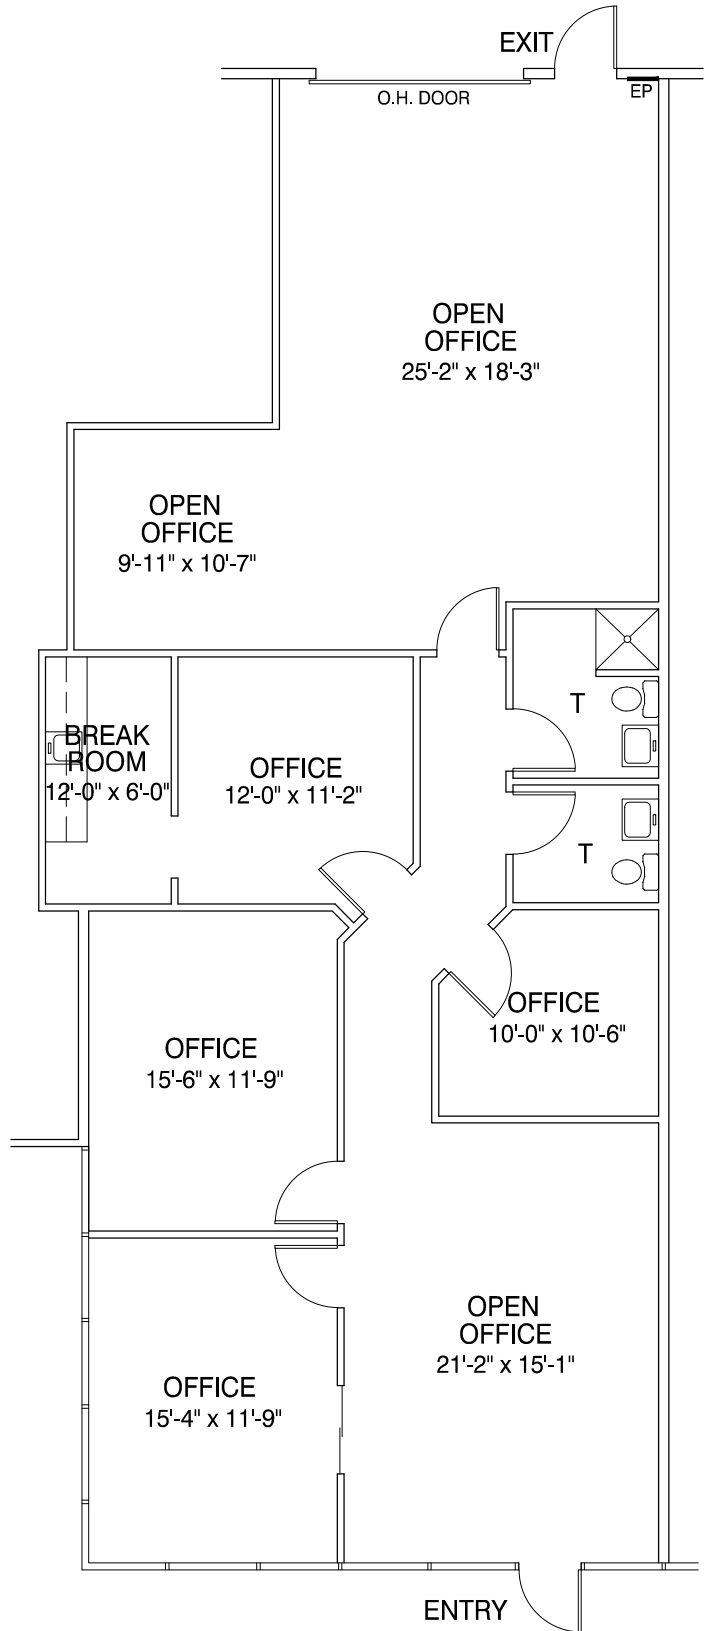 EXIT
EP
O.H. DOOR
OPEN
OFFICE
25'-2" x 18'-3"
OPEN
OFFICE
9'-11" x 10'-7"
T
BREAK
ROOM
12'-0" x 6'-0"
OFFICE
12'-0" x 11'-2"
T
OFFICE
10'-0" x 10'-6"
OFFICE
15'-6" x 11'-9"
OPEN
OFFICE
21'-2" x 15'-1"
OFFICE
15'-4" x 11'-9"
ENTRY